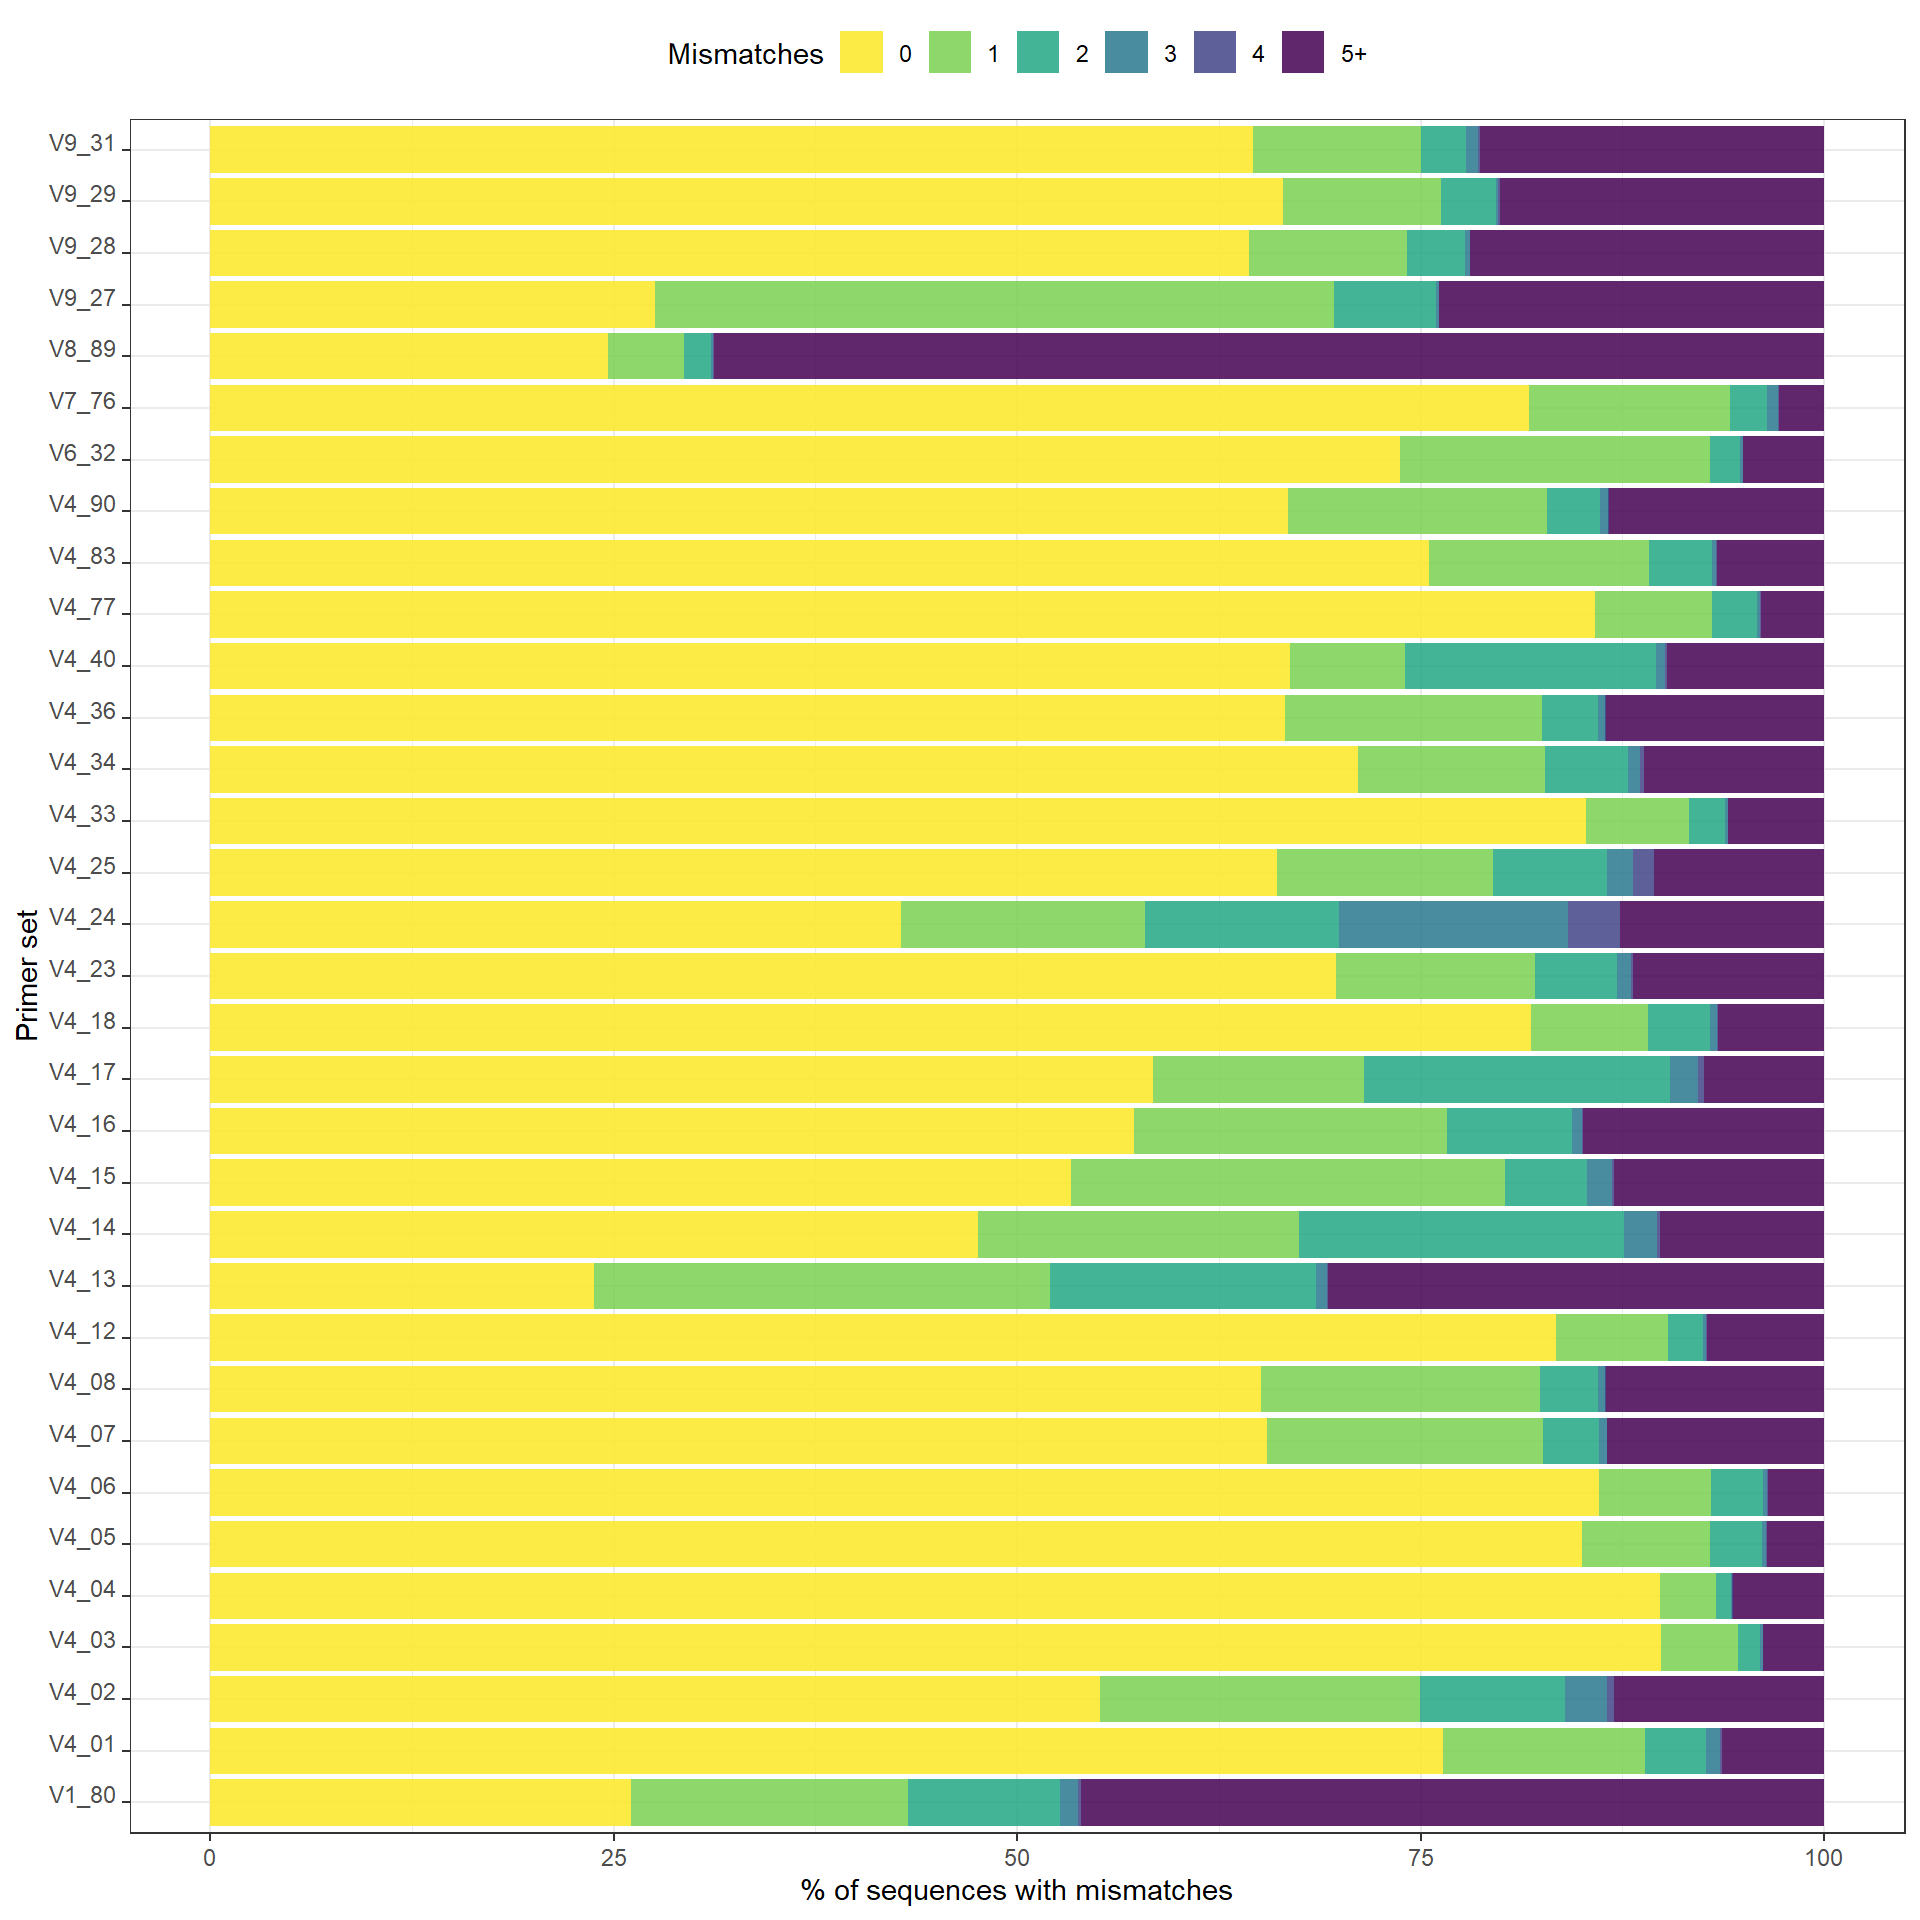 Mismatches 0 1 2 3 4 5+
V9_31
V9_29
V9_28
V9_27
V8_89
V7_76
V6_32
V4_90
V4_83
V4_77
V4_40
V4_36
V4_34
V4_33
V4_25
V4_24
V4_23
V4_18
V4_17
V4_16
V4_15
V4_14
V4_13
V4_12
V4_08
V4_07
V4_06
V4_05
V4_04
V4_03
V4_02
V4_01
V1_80
Primer set
0 25 50 75 100
% of sequences with mismatches